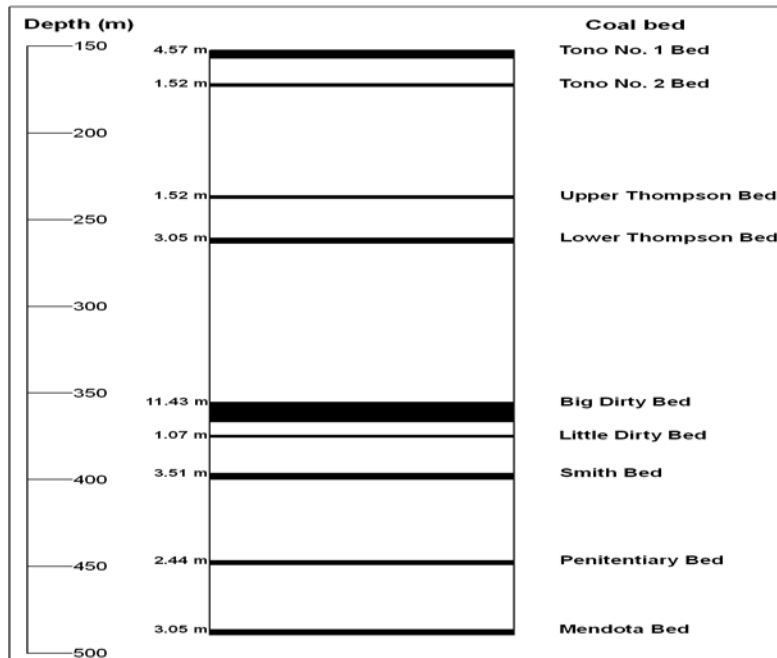 Depth (m) Coal bed
150 4.57 m Tono No. 1 Bed
1.52 m Tono No. 2 Bed
200
1.52 m Upper Thompson Bed
250
3.05 m Lower Thompson Bed
300
350
11.43 m Big Dirty Bed
1.07 m Little Dirty Bed
3.51 m Smith Bed
400
2.44 m Penitentiary Bed
450
3.05 m Mendota Bed
500